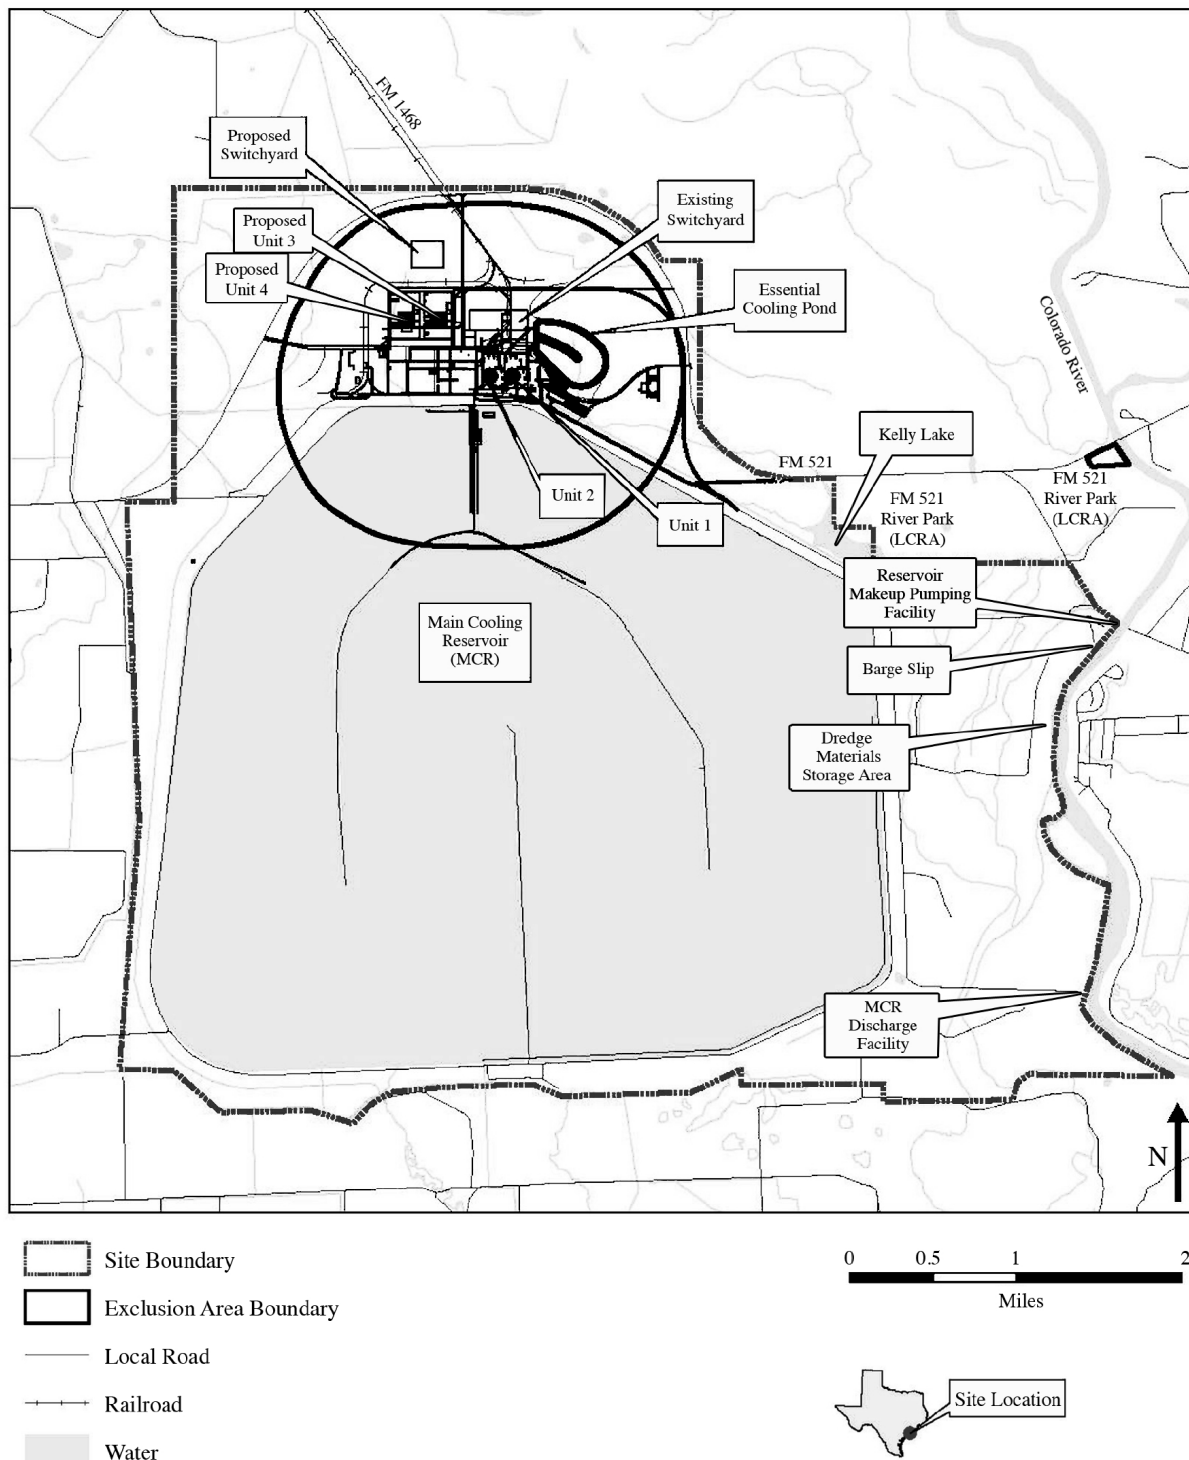 FM 1468
Proposed
Switchyard
Existing
Switchyard
Proposed
Unit 3
Proposed
Unit 4
Essential
Cooling Pond
Colorado River
Kelly Lake
FM 521
FM 521
River Park
(LCRA)
FM 521
River Park
(LCRA)
Unit 2
Unit 1
Reservoir
Makeup Pumping
Facility
Main Cooling
Reservoir
(MCR)
Barge Slip
Dredge
Materials
Storage Area
MCR
Discharge
Facility
N
Site Boundary
Exclusion Area Boundary
Local Road
Railroad
Water
0 0.5 1 2
Miles
Site Location